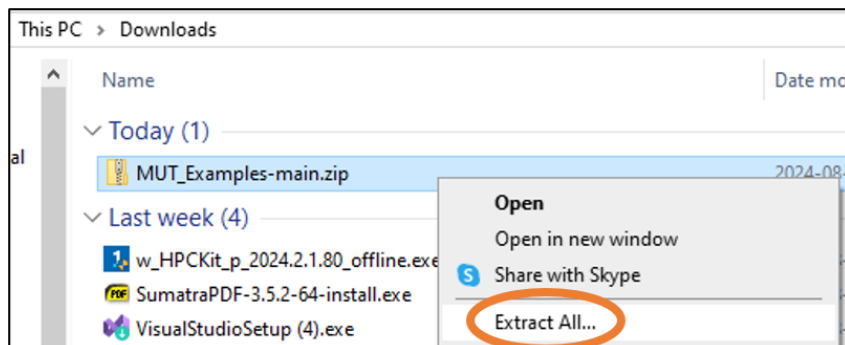 This PC > Downloads
Name
Date mo
Today (1)
al
MUT_Examples-main.zip
2024-08-
Open
Last week (4)
Open in new window
w_HPCKit_p_2024.2.1.80_offline.exe
Share with Skype
SumatraPDF-3.5.2-64-install.exe
Extract All...
VisualStudioSetup (4).exe